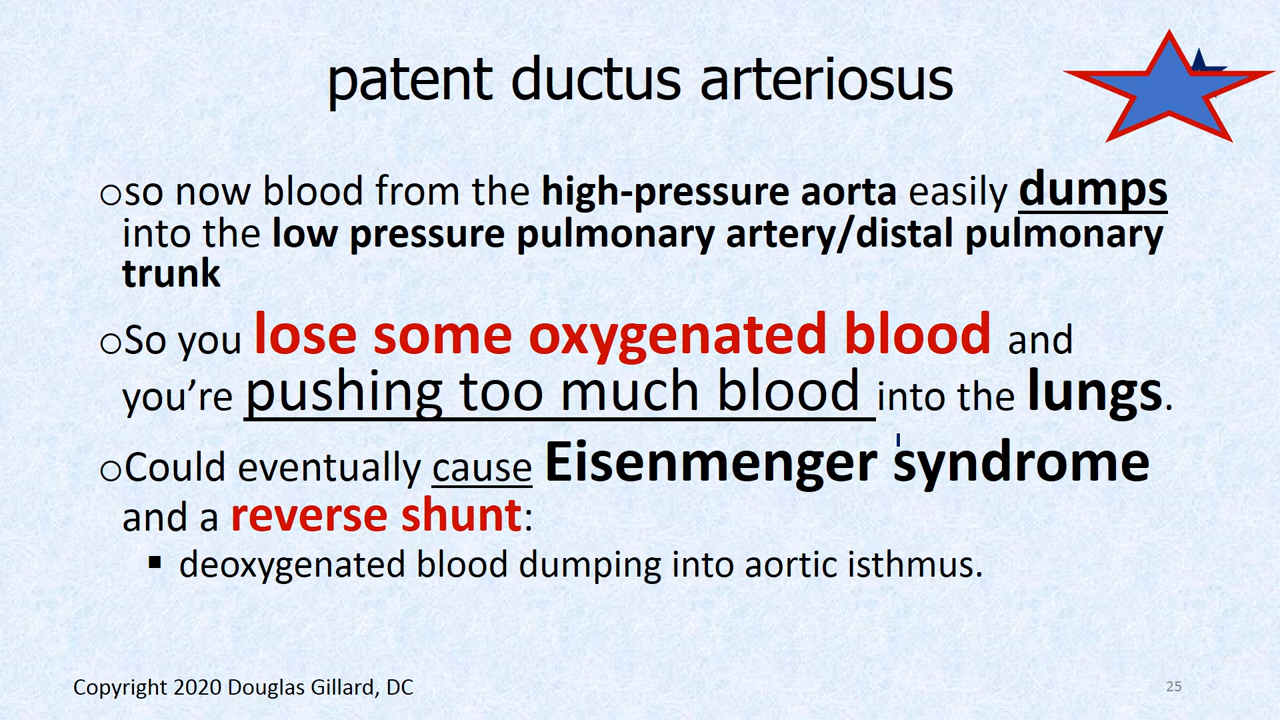 patent ductus arteriosus
○so now blood from the high-pressure aorta easily dumps
into the low pressure pulmonary artery/distal pulmonary
trunk
○So you lose some oxygenated blood and
you’re pushing too much blood into the lungs.
○Could eventually cause Eisenmenger syndrome
and a reverse shunt:
▪ deoxygenated blood dumping into aortic isthmus.
Copyright 2020 Douglas Gillard, DC
25